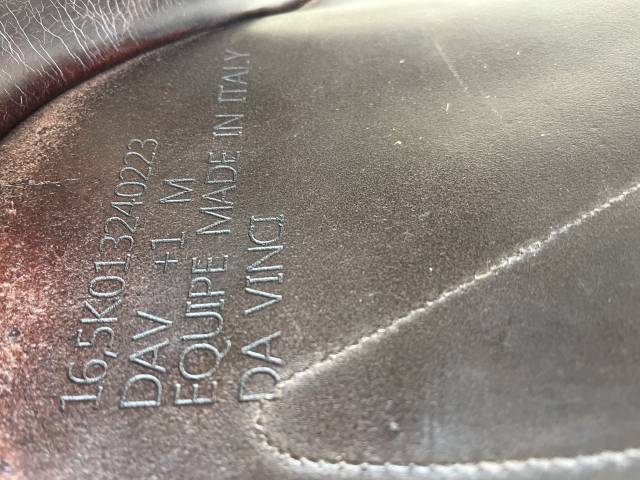 16,5K013240223
DAV +1 M
EQUIPE MADE IN ITALY
DA VINCI